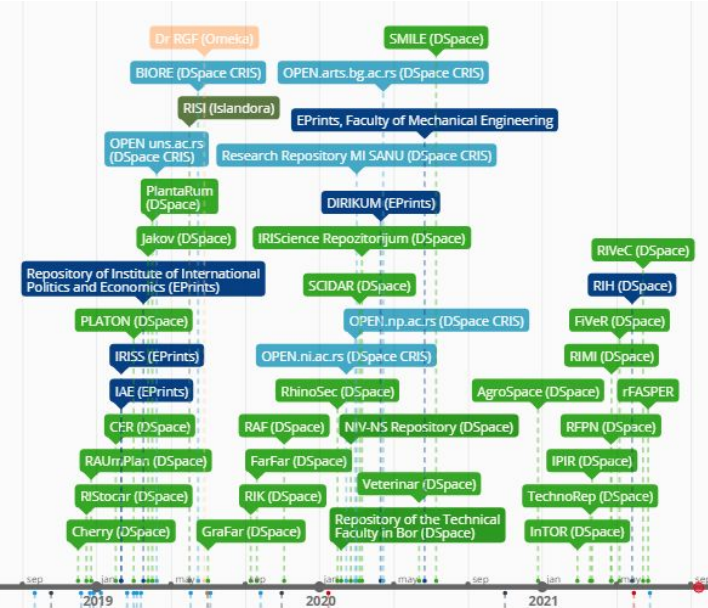 Dr RGF (Omeka)
SMILE (DSpace)
BIORE (DSpace CRIS)
OPEN.arts.bg.ac.rs (DSpace CRIS)
RISI (Islandora)
EPrints, Faculty of Mechanical Engineering
OPEN uns.ac.rs
(DSpace CRIS)
Research Repository MI SANU (DSpace CRIS)
PlantaRum
(DSpace)
DIRIKUM (EPrints)
Jakov (DSpace)
IRIScience Repozitorijum (DSpace)
RIVeC (DSpace)
Repository of Institute of International
Politics and Economics (EPrints)
SCIDAR (DSpace)
RIH (DSpace)
PLATON (DSpace)
OPEN.np.ac.rs (DSpace CRIS)
FiVeR (DSpace)
IRISS (EPrints)
OPEN.ni.ac.rs (DSpace CRIS)
RIMI (DSpace)
IAE (EPrints)
RhinoSec (DSpace)
AgroSpace (DSpace)
rFASPER
CER (DSpace)
RAF (DSpace)
NIV-NS Repository (DSpace)
RFPN (DSpace)
RAUmPlan (DSpace)
FarFar (DSpace)
IPIR (DSpace)
Veterinar (DSpace)
RIStocar (DSpace)
RIK (DSpace)
TechnoRep (DSpace)
Repository of the Technical
Faculty in Bor (DSpace)
Cherry (DSpace)
GraFar (DSpace)
InTOR (DSpace)
sep jan may sep jan may jan may sep
2019 2020 2021